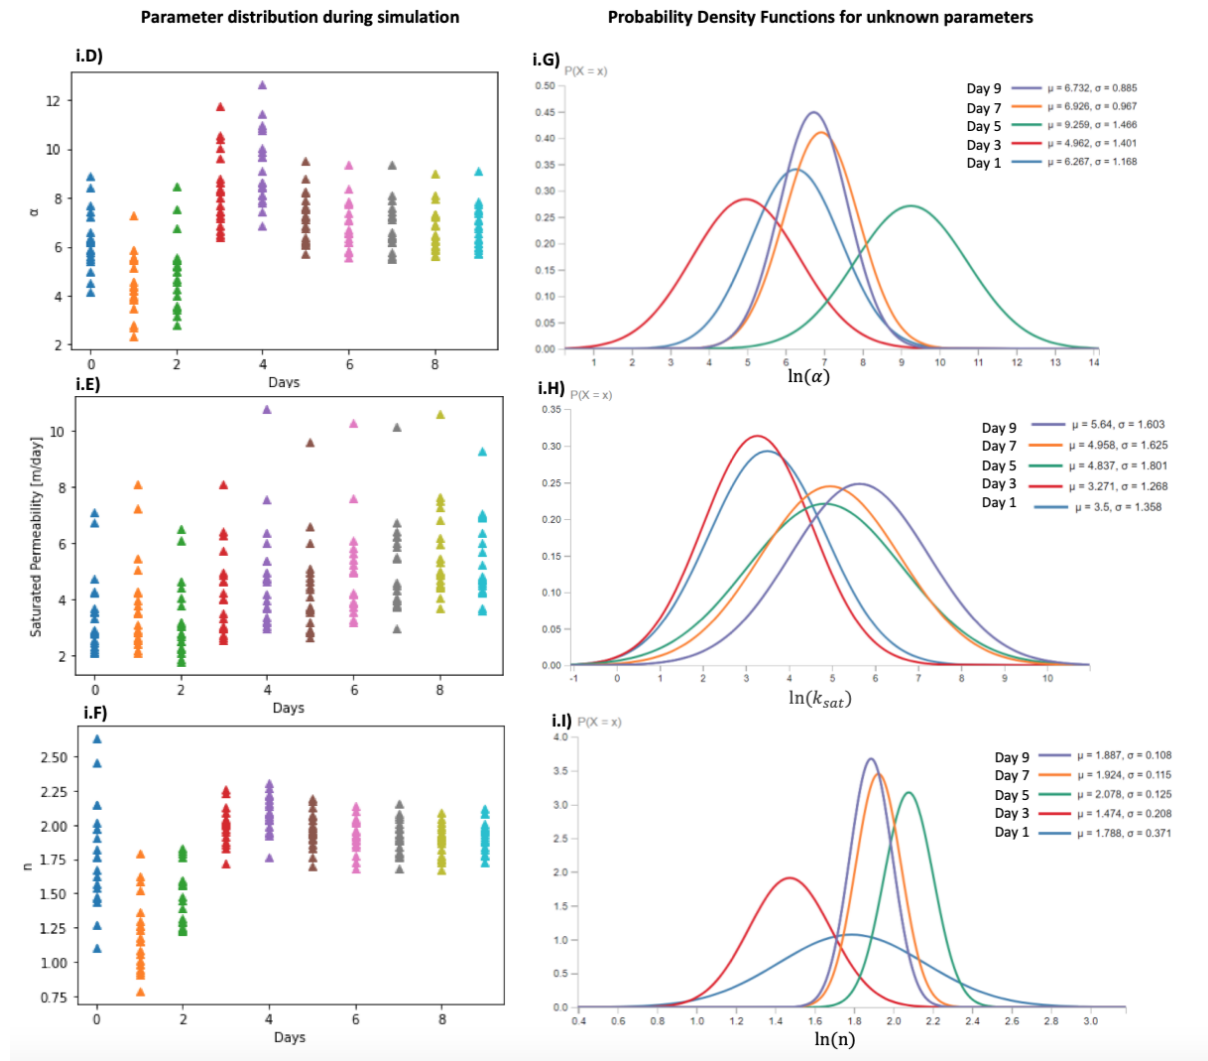 Parameter distribution during simulation
Probability Density Functions for unknown parameters
i.D)
12
10
8
6
4
2
α
0 2 4 6 8
Days
i.G)
P(X = x)
0.50
0.45
0.40
0.35
0.30
0.25
0.20
0.15
0.10
0.05
0.00
Day 9 μ = 6.732, σ = 0.885
Day 7 μ = 6.926, σ = 0.967
Day 5 μ = 9.259, σ = 1.466
Day 3 μ = 4.962, σ = 1.401
Day 1 μ = 6.267, σ = 1.168
1 2 3 4 5 6 7 8 9 10 11 12 13 14
ln(α)
i.E)
10
8
6
4
2
Saturated Permeability [m/day]
0 2 4 6 8
Days
i.H)
P(X = x)
0.35
0.30
0.25
0.20
0.15
0.10
0.05
0.00
Day 9 μ = 5.64, σ = 1.603
Day 7 μ = 4.958, σ = 1.625
Day 5 μ = 4.837, σ = 1.801
Day 3 μ = 3.271, σ = 1.268
Day 1 μ = 3.5, σ = 1.358
-1 0 1 2 3 4 5 6 7 8 9 10
ln(k_sat)
i.F)
2.50
2.25
2.00
1.75
1.50
1.25
1.00
0.75
n
0 2 4 6 8
Days
i.I)
P(X = x)
4.0
3.5
3.0
2.5
2.0
1.5
1.0
0.5
0.0
Day 9 μ = 1.887, σ = 0.108
Day 7 μ = 1.924, σ = 0.115
Day 5 μ = 2.078, σ = 0.125
Day 3 μ = 1.474, σ = 0.208
Day 1 μ = 1.788, σ = 0.371
0.4 0.6 0.8 1.0 1.2 1.4 1.6 1.8 2.0 2.2 2.4 2.6 2.8 3.0
ln(n)